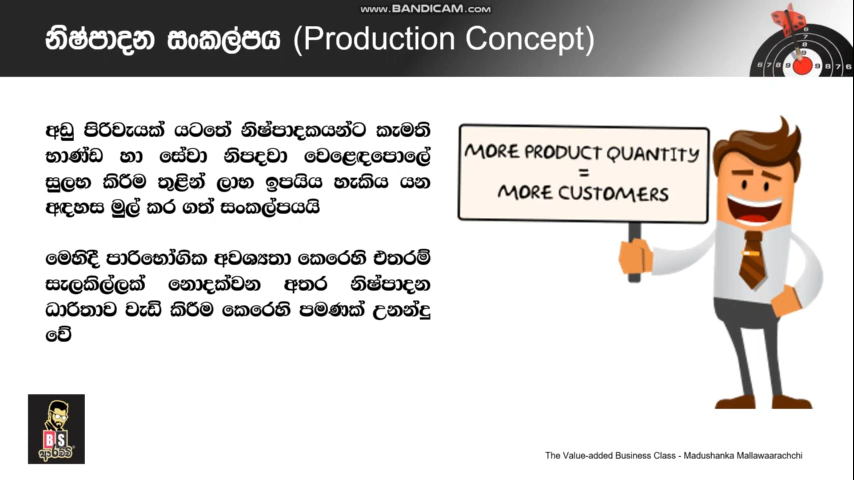 WWW.BANDICAM.COM
නිෂ්පාදන සංකල්පය (Production Concept)
අඩු පිරිවැයක් යටතේ නිෂ්පාදකයන්ට කැමති
භාණ්ඩ හා සේවා නිපදවා වෙළෙඳපොලේ
සුලභ කිරීම තුළින් ලාභ ඉපයිය හැකිය යන
අඳහස මුල් කර ගත් සංකල්පයයි
මෙහිදී පාරිභෝගික අවශ්‍යතා කෙරෙහි එතරම්
සැලකිල්ලක් නොදක්වන අතර නිෂ්පාදන
ධාරිතාව වැඩි කිරීම කෙරෙහි පමණක් උනන්දු
වේ
MORE PRODUCT QUANTITY
=
MORE CUSTOMERS
BS
The Value-added Business Class - Madushanka Mallawaarachchi